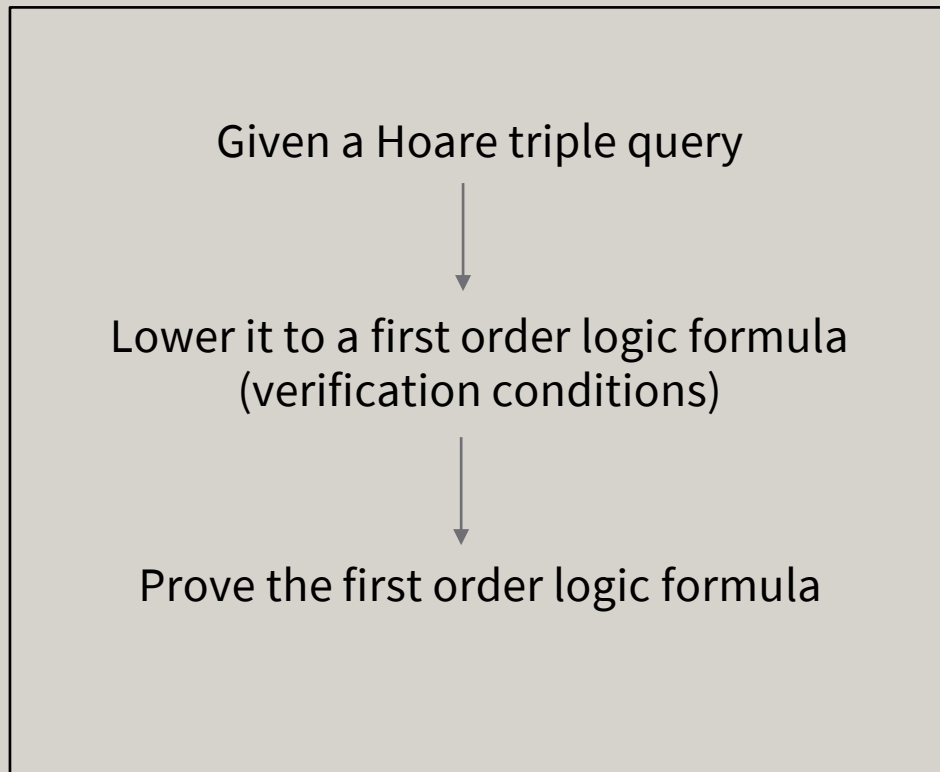 Given a Hoare triple query
Lower it to a first order logic formula
(verification conditions)
Prove the first order logic formula